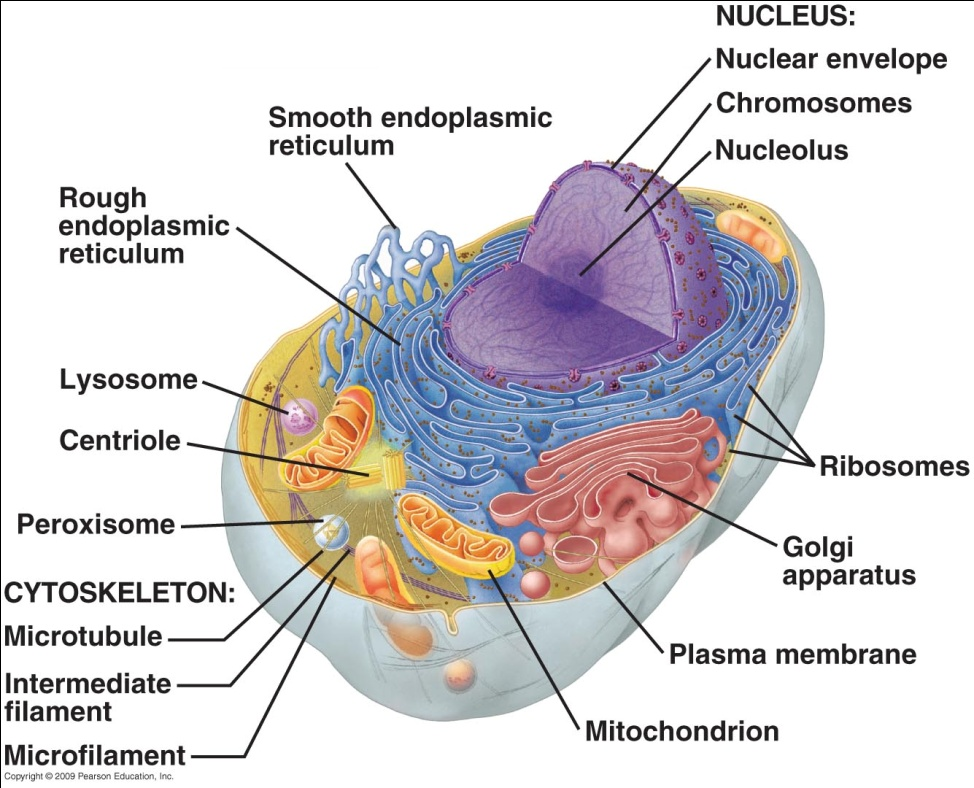 NUCLEUS:
Nuclear envelope
Chromosomes
Nucleolus
Smooth endoplasmic
reticulum
Rough
endoplasmic
reticulum
Lysosome
Centriole
Peroxisome
CYTOSKELETON:
Microtubule
Intermediate
filament
Microfilament
Ribosomes
Golgi
apparatus
Plasma membrane
Mitochondrion
Copyright © 2009 Pearson Education, Inc.